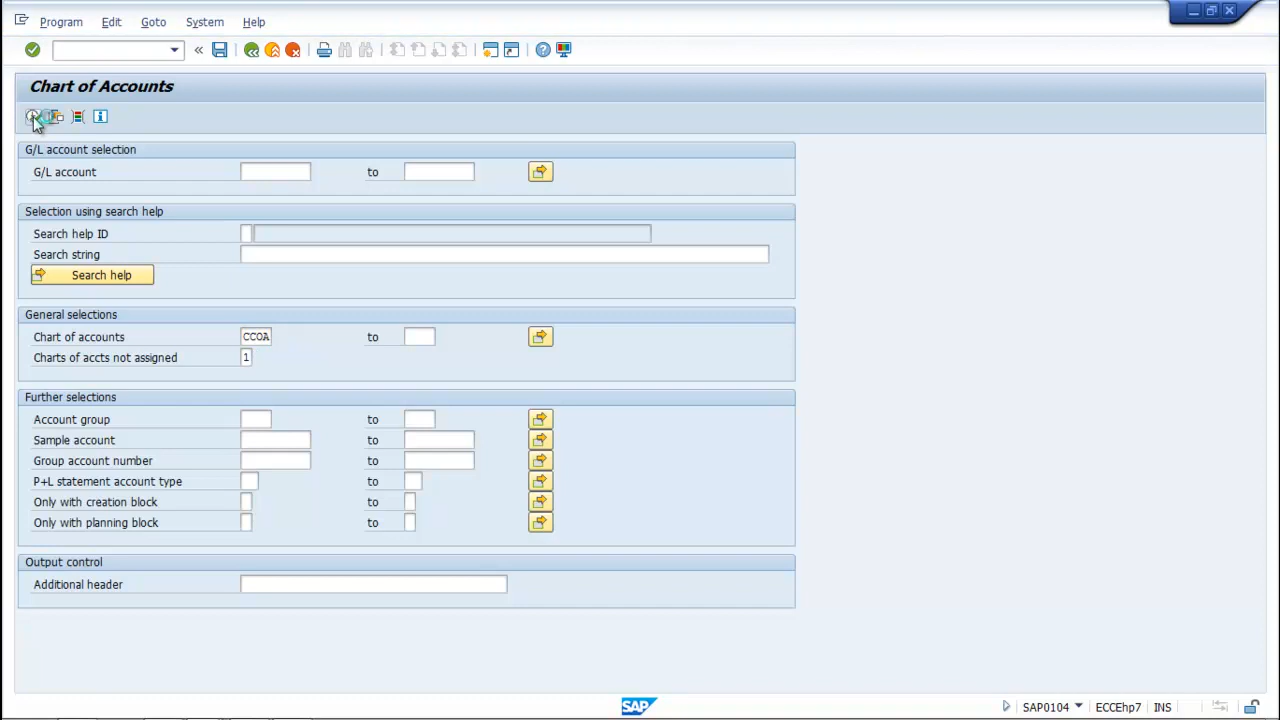 Program Edit Goto System Help
Chart of Accounts
G/L account selection
G/L account to
Selection using search help
Search help ID
Search string
Search help
General selections
Chart of accounts CCOA to
Charts of accts not assigned 1
Further selections
Account group to
Sample account to
Group account number to
P+L statement account type to
Only with creation block to
Only with planning block to
Output control
Additional header
SAP SAP0104 ECCEhp7 INS